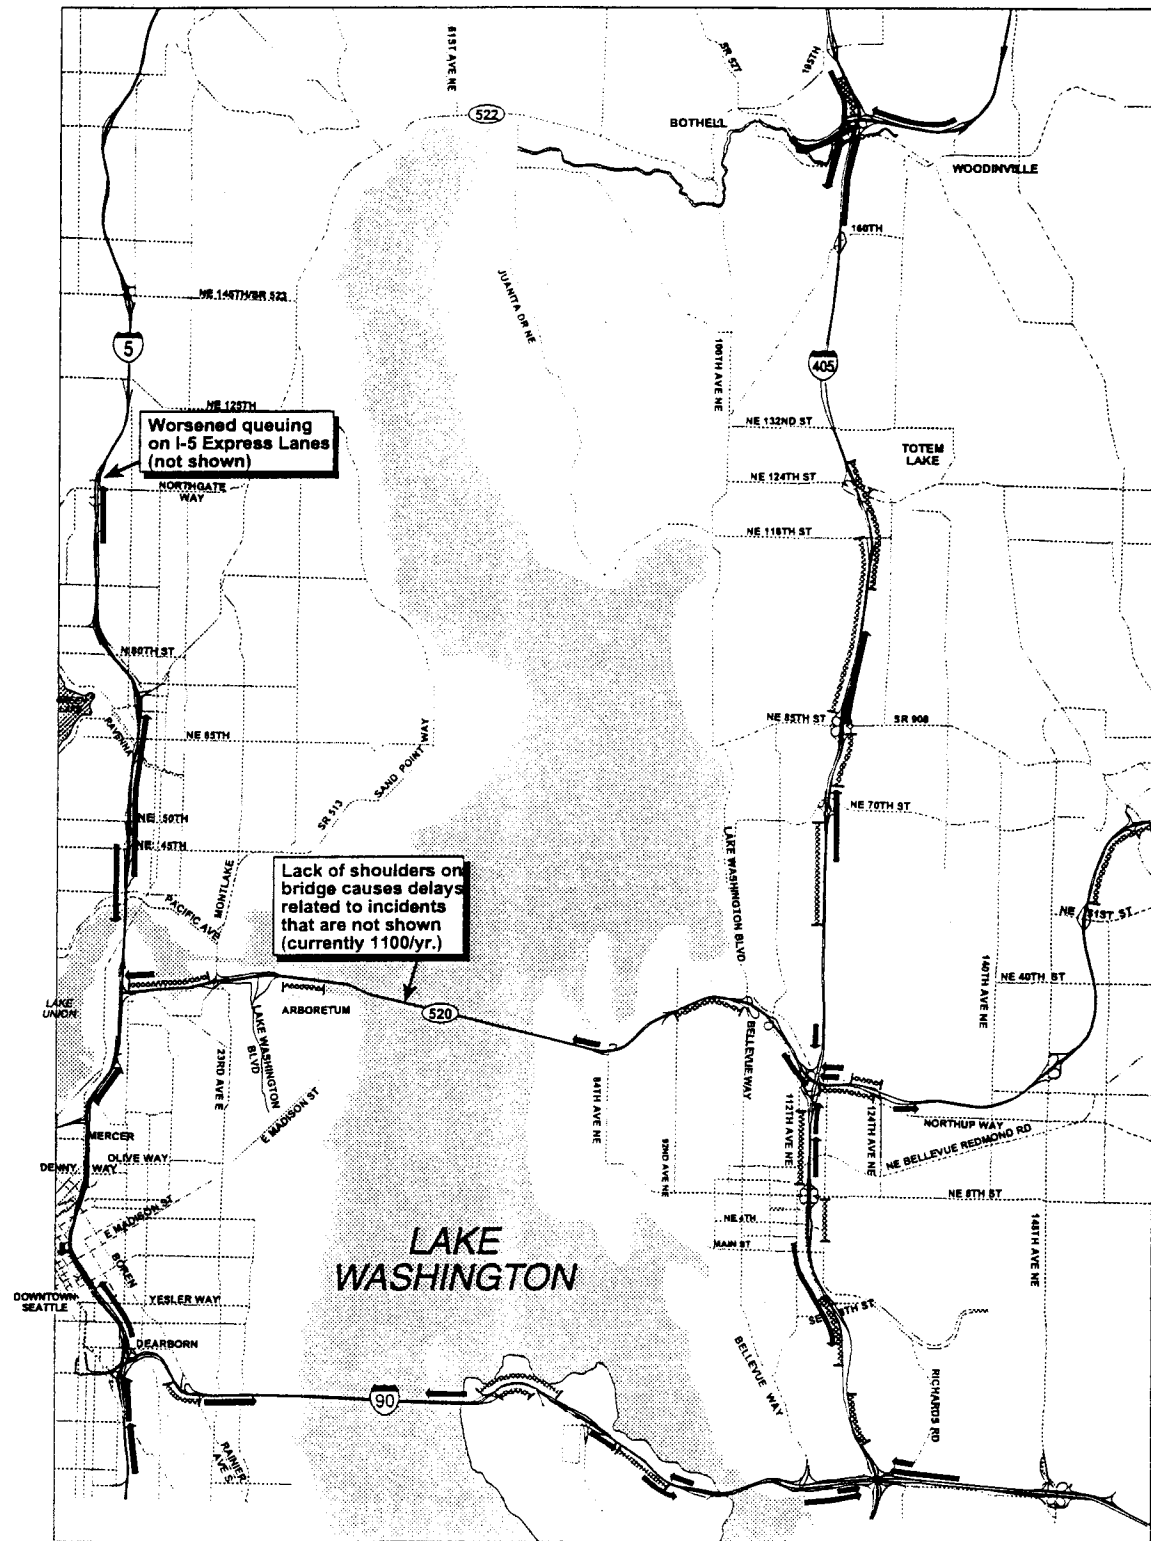 61ST AVE NE
SR 527
195TH
522
BOTHELL
WOODINVILLE
160TH
JUANITA DR NE
NE 145TH/SR 523
5
100TH AVE NE
405
NE 125TH
Worsened queuing
on I-5 Express Lanes
(not shown)
NORTHGATE
WAY
NE 132ND ST
TOTEM
LAKE
NE 124TH ST
NE 116TH ST
N 80TH ST
RAVENNA
NE 65TH
SAND POINT WAY
SR 513
NE 85TH ST
SR 908
NE 50TH
NE 45TH
NE 70TH ST
MONTLAKE
PACIFIC AVE
Lack of shoulders on
bridge causes delays
related to incidents
that are not shown
(currently 1100/yr.)
LAKE WASHINGTON BLVD
NE 51ST ST
140TH AVE NE
NE 40TH ST
LAKE
UNION
ARBORETUM
520
LAKE WASHINGTON
BLVD
23RD AVE E
E MADISON ST
84TH AVE NE
92ND AVE NE
BELLEVUE WAY
112TH AVE NE
124TH AVE NE
NORTHUP WAY
NE BELLEVUE REDMOND RD
MERCER
OLIVE WAY
DENNY WAY
E MADISON ST
NE 8TH ST
NE 4TH
MAIN ST
148TH AVE NE
LAKE
WASHINGTON
BOREN
DOWNTOWN
SEATTLE
YESLER WAY
DEARBORN
BELLEVUE WAY
RICHARDS RD
90
RAINIER
AVE S